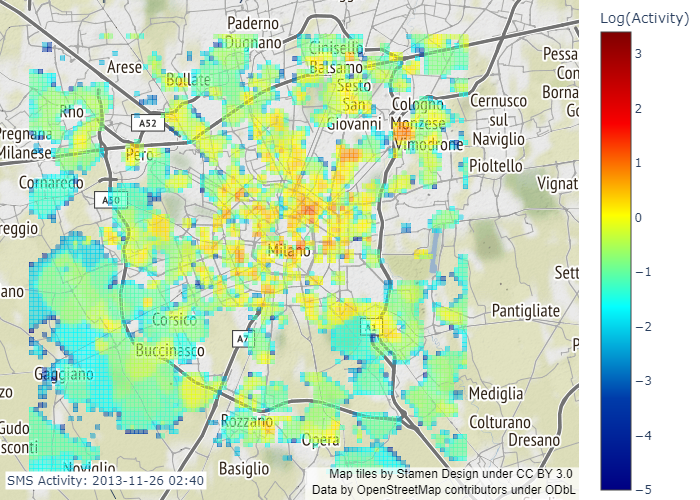 Log(Activity)
Paderno
Dugnano
Cinisello
Balsamo
Arese
Bollate
Sesto
San
Giovanni
Pessa
Con
Borna
Go
Rho
A52
Cologno
Monzese
Cernusco
sul
Naviglio
Pregnana
Milanese
Pero
Vimodrone
Pioltello
Cornaredo
A50
Vignat
reggio
Milano
Sett
ano
Corsico
A1
Pantigliate
A7
Buccinasco
P
Gaggiano
zo
Mediglia
Rozzano
Colturano
Gudo
Opera
Dresano
sconti
Noviglio
Basiglio
SMS Activity: 2013-11-26 02:40
Map tiles by Stamen Design under CC BY 3.0
Data by OpenStreetMap contributors under ODbL
3
2
1
0
−1
−2
−3
−4
−5